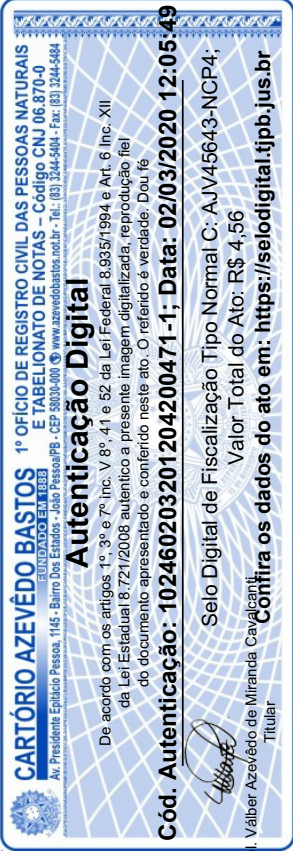 CARTÓRIO AZEVÊDO BASTOS
FUNDADO EM 1888
1º OFÍCIO DE REGISTRO CIVIL DAS PESSOAS NATURAIS
E TABELIONATO DE NOTAS – Código CNJ 06.870-0
Av. Presidente Epitácio Pessoa, 1145 - Bairro Dos Estados - João Pessoa/PB - CEP 58030-000 www.azevedobastos.not.br - Tel.: (83) 3244-5404 - Fax: (83) 3244-5484
Autenticação Digital
De acordo com os artigos 1º, 3º e 7º inc. V 8º, 41 e 52 da Lei Federal 8.935/1994 e Art. 6 Inc. XII
da Lei Estadual 8.721/2008 autentico a presente imagem digitalizada, reprodução fiel
do documento apresentado e conferido neste ato. O referido é verdade. Dou fé
Cód. Autenticação: 102460203201204200471-1; Data: 02/03/2020 12:05:49
Selo Digital de Fiscalização Tipo Normal C: AJV45643-NCP4;
Valor Total do Ato: R$ 4,56
l. Válber Azevêdo de Miranda Cavalcanti
Titular
Confira os dados do ato em: https://selodigital.tjpb.jus.br